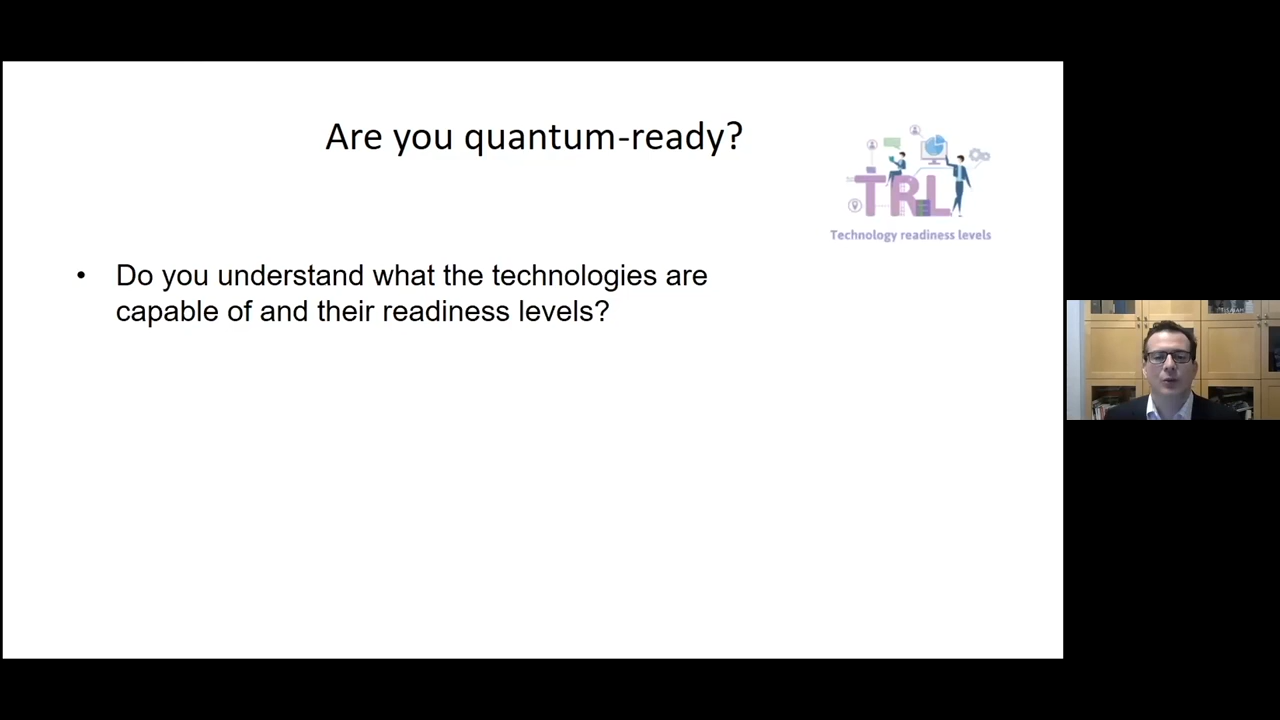 Are you quantum-ready?
TRL
Technology readiness levels
• Do you understand what the technologies are
capable of and their readiness levels?